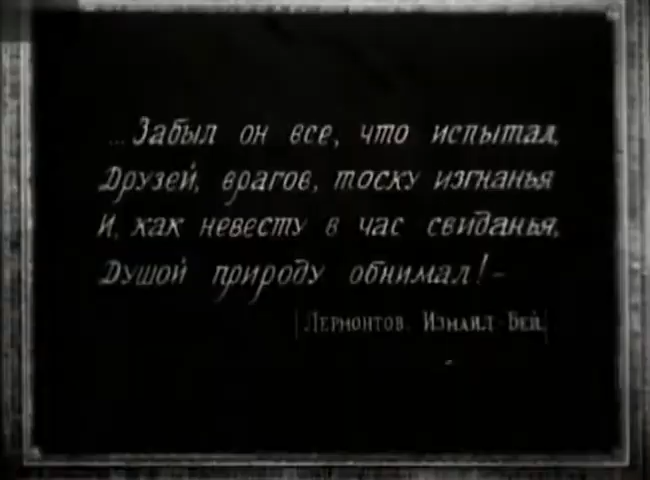 ... Забыл он все, что испытал,
Друзей, врагов, тоску изгнанья
И, как невесту в час свиданья,
Душой природу обнимал! -
[Лермонтов. Измаил-Бей.]